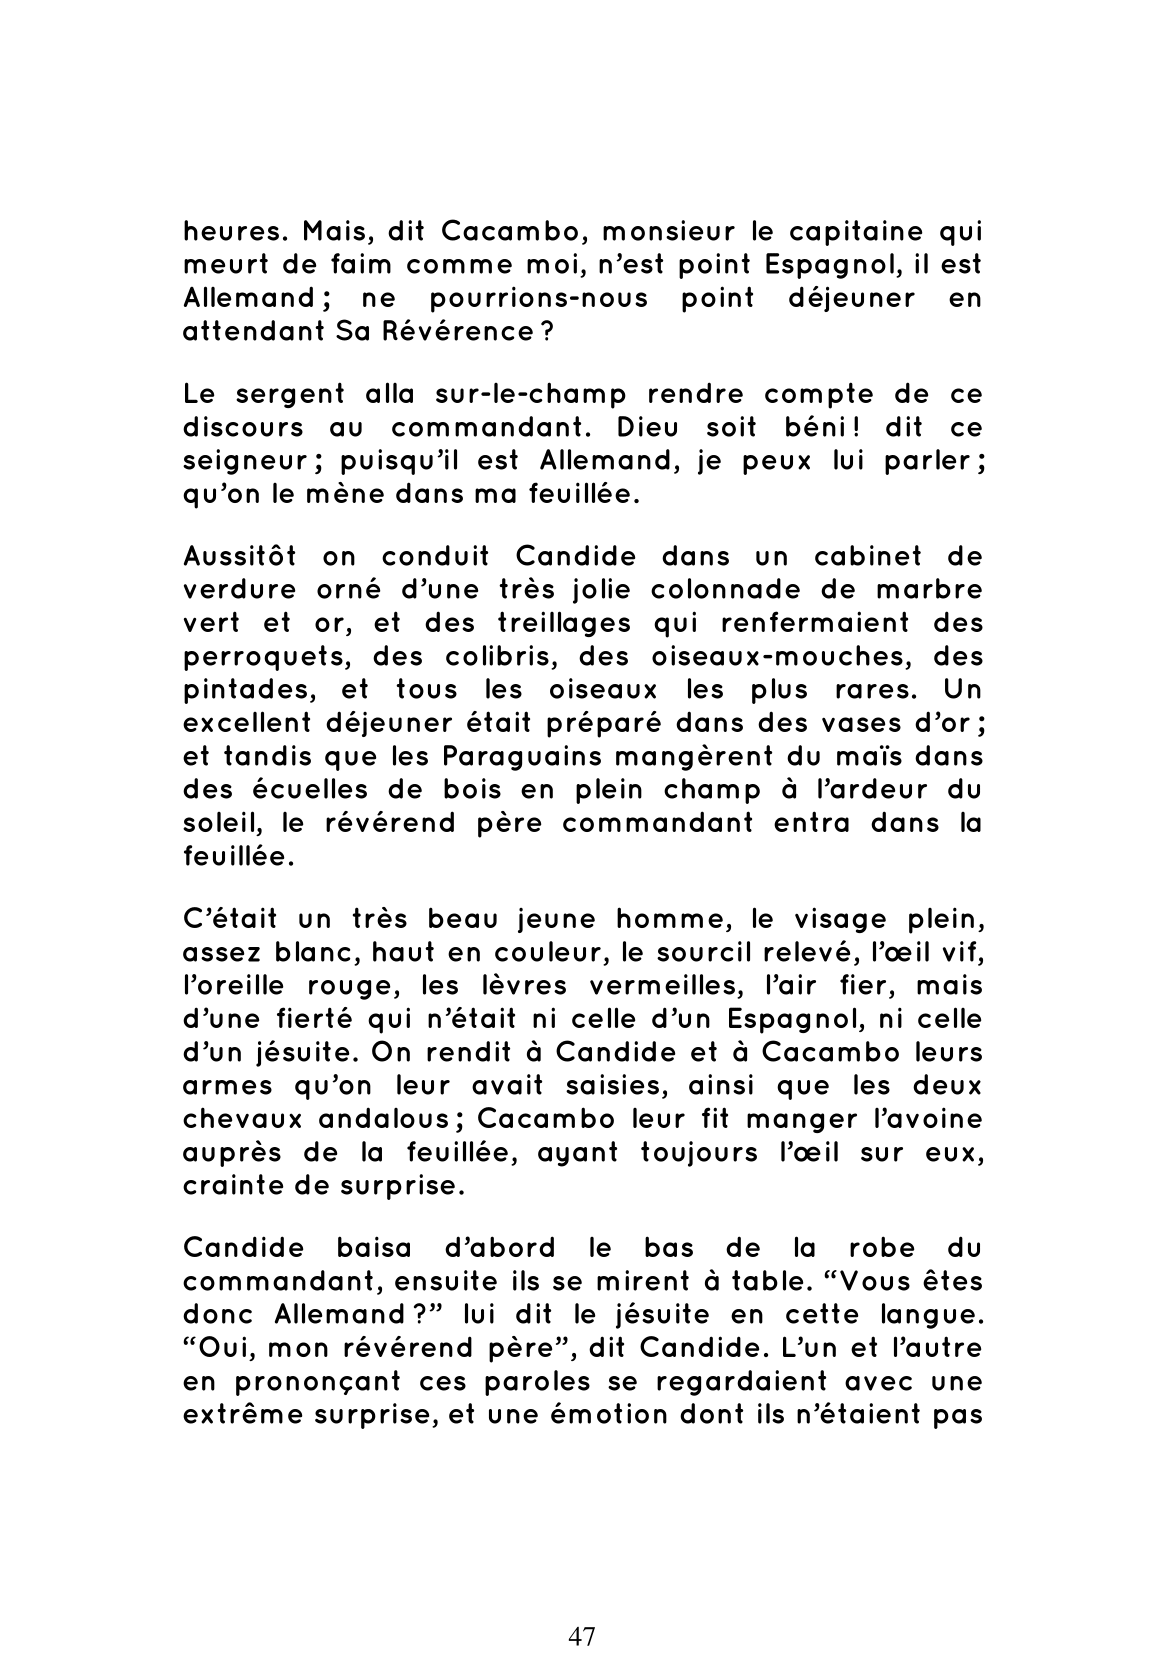 heures. Mais, dit Cacambo, monsieur le capitaine qui
meurt de faim comme moi, n’est point Espagnol, il est
Allemand ; ne pourrions-nous point déjeuner en
attendant Sa Révérence ?
Le sergent alla sur-le-champ rendre compte de ce
discours au commandant. Dieu soit béni ! dit ce
seigneur ; puisqu’il est Allemand, je peux lui parler ;
qu’on le mène dans ma feuillée.
Aussitôt on conduit Candide dans un cabinet de
verdure orné d’une très jolie colonnade de marbre
vert et or, et des treillages qui renfermaient des
perroquets, des colibris, des oiseaux-mouches, des
pintades, et tous les oiseaux les plus rares. Un
excellent déjeuner était préparé dans des vases d’or ;
et tandis que les Paraguains mangèrent du maïs dans
des écuelles de bois en plein champ à l’ardeur du
soleil, le révérend père commandant entra dans la
feuillée.
C’était un très beau jeune homme, le visage plein,
assez blanc, haut en couleur, le sourcil relevé, l’œil vif,
l’oreille rouge, les lèvres vermeilles, l’air fier, mais
d’une fierté qui n’était ni celle d’un Espagnol, ni celle
d’un jésuite. On rendit à Candide et à Cacambo leurs
armes qu’on leur avait saisies, ainsi que les deux
chevaux andalous ; Cacambo leur fit manger l’avoine
auprès de la feuillée, ayant toujours l’œil sur eux,
crainte de surprise.
Candide baisa d’abord le bas de la robe du
commandant, ensuite ils se mirent à table. “Vous êtes
donc Allemand ?” lui dit le jésuite en cette langue.
“Oui, mon révérend père”, dit Candide. L’un et l’autre
en prononçant ces paroles se regardaient avec une
extrême surprise, et une émotion dont ils n’étaient pas
47